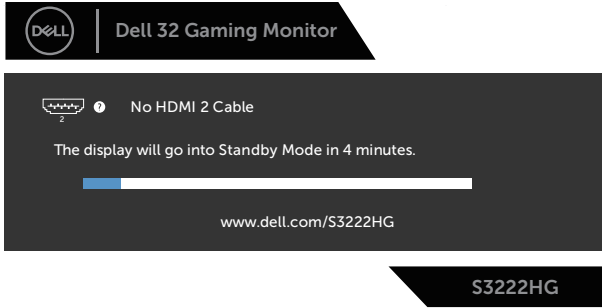 DELL
Dell 32 Gaming Monitor
? No HDMI 2 Cable
2
The display will go into Standby Mode in 4 minutes.
www.dell.com/S3222HG
S3222HG